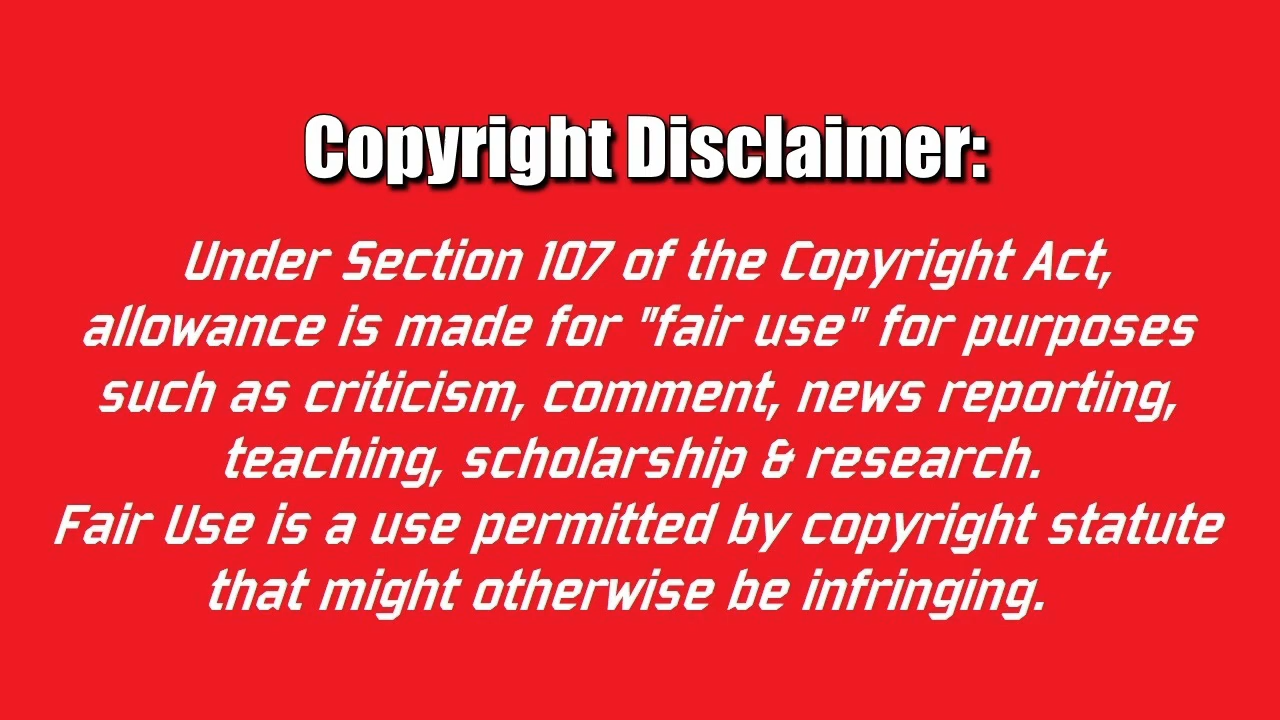 Copyright Disclaimer:
Under Section 107 of the Copyright Act,
allowance is made for "fair use" for purposes
such as criticism, comment, news reporting,
teaching, scholarship & research.
Fair Use is a use permitted by copyright statute
that might otherwise be infringing.